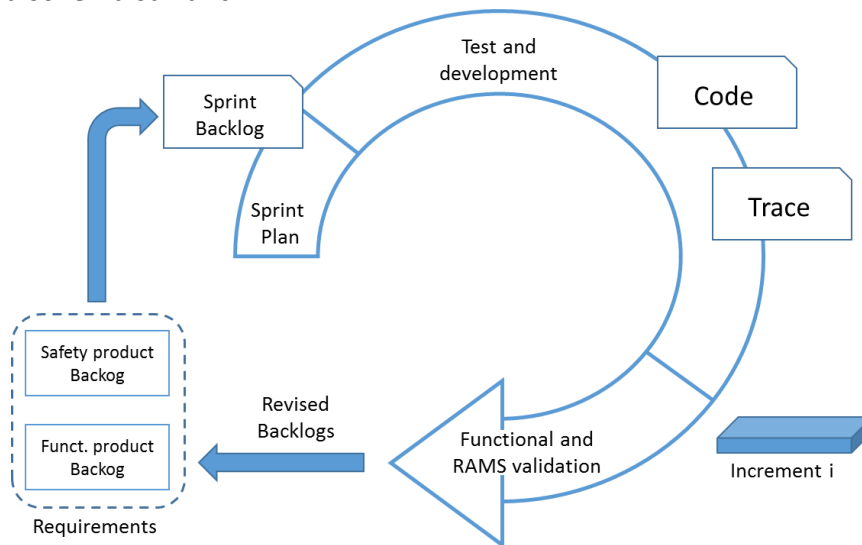 Test and
development
Sprint
Backlog
Code
Trace
Sprint
Plan
Safety product
Backog
Funct. product
Backog
Requirements
Revised
Backlogs
Functional and
RAMS validation
Increment i